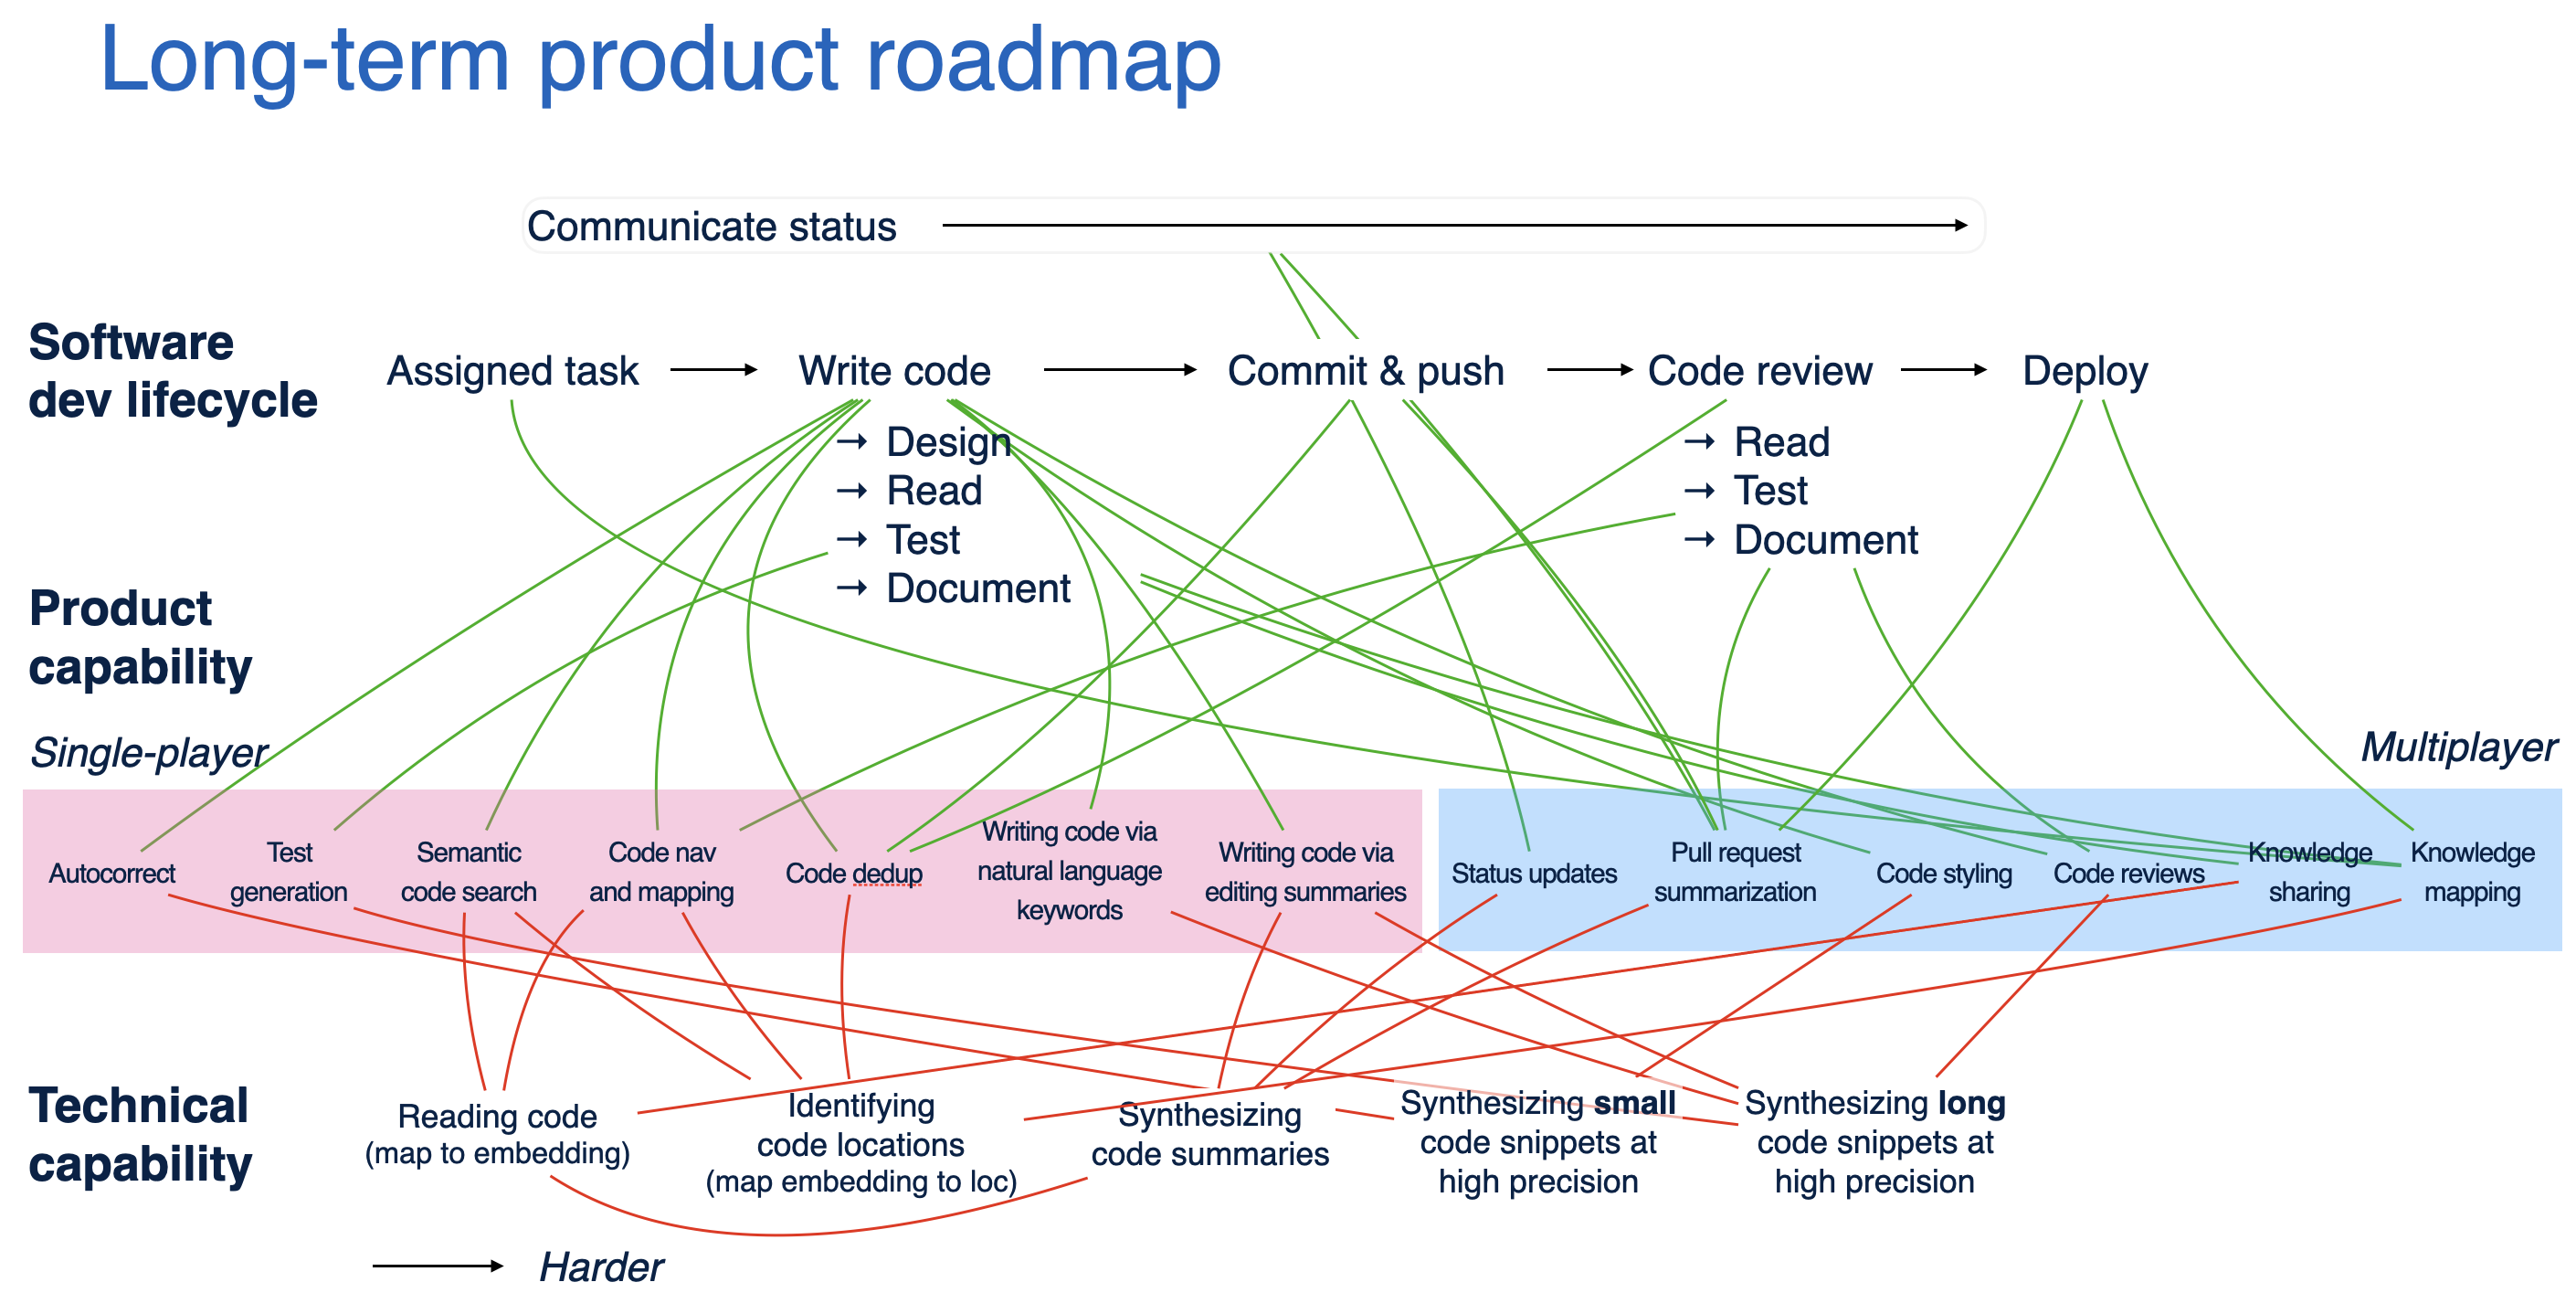 Long-term product roadmap
Communicate status
Software
dev lifecycle
Assigned task
Write code
→ Design
→ Read
→ Test
→ Document
Commit & push
Code review
→ Read
→ Test
→ Document
Deploy
Product
capability
Single-player
Multiplayer
Autocorrect
Test
generation
Semantic
code search
Code nav
and mapping
Code dedup
Writing code via
natural language
keywords
Writing code via
editing summaries
Status updates
Pull request
summarization
Code styling
Code reviews
Knowledge
sharing
Knowledge
mapping
Technical
capability
Reading code
(map to embedding)
Identifying
code locations
(map embedding to loc)
Synthesizing
code summaries
Synthesizing small
code snippets at
high precision
Synthesizing long
code snippets at
high precision
Harder